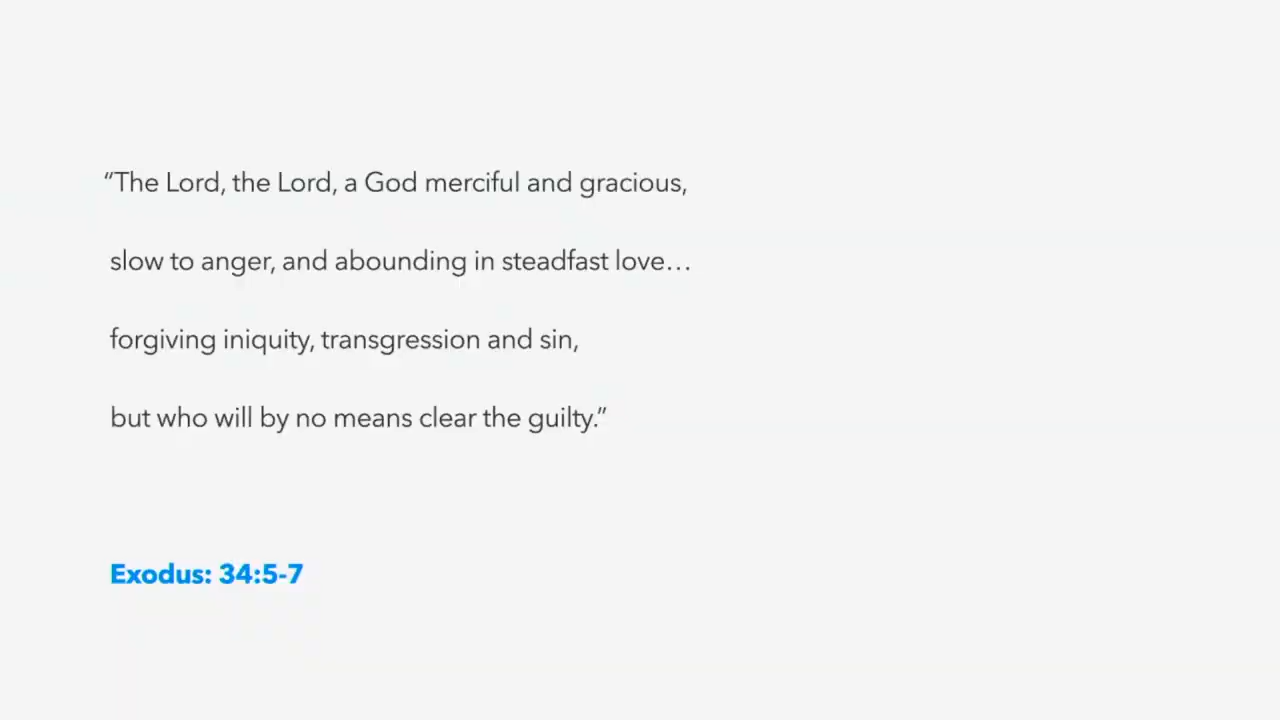 “The Lord, the Lord, a God merciful and gracious,
slow to anger, and abounding in steadfast love…
forgiving iniquity, transgression and sin,
but who will by no means clear the guilty.”
Exodus: 34:5-7